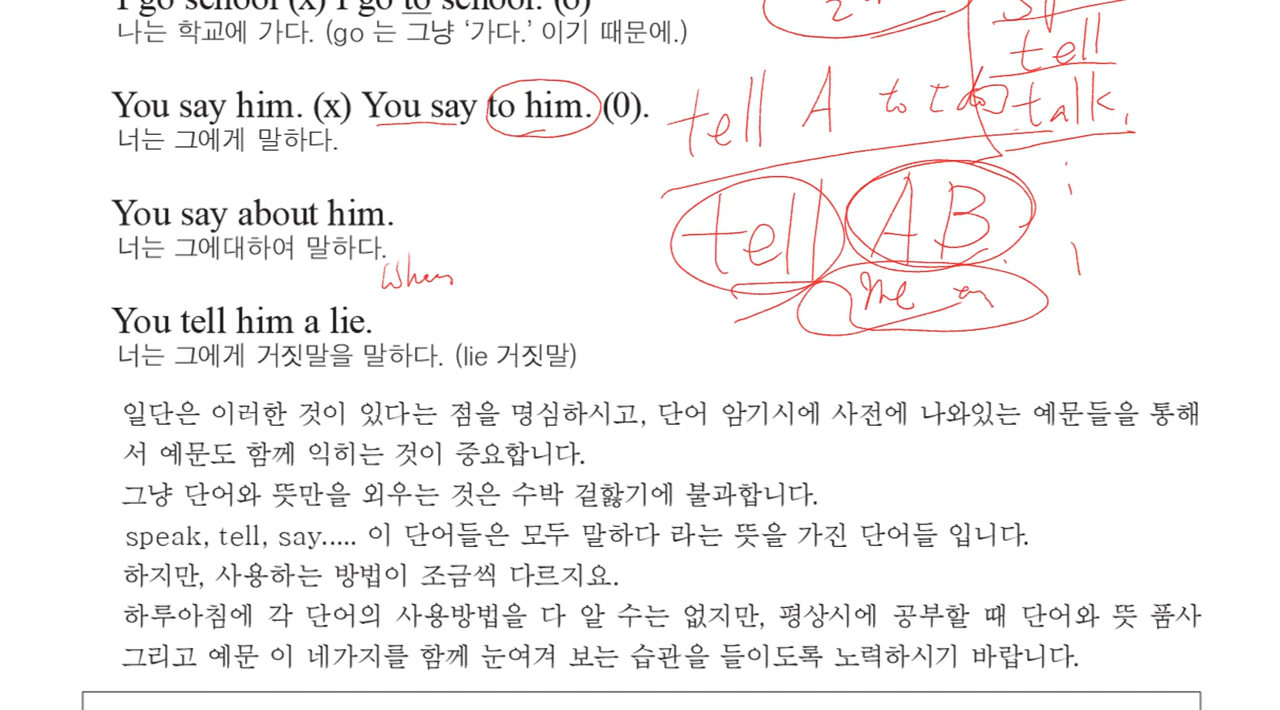 I go school (x) I go to school. (o)
나는 학교에 가다. (go 는 그냥 ‘가다.’ 이기 때문에.)
tell
talk.
tell A to [do]
You say him. (x) You say to him. (0).
너는 그에게 말하다.
tell AB
You say about him.
너는 그에대하여 말하다.
me
You tell him a lie.
너는 그에게 거짓말을 말하다. (lie 거짓말)
일단은 이러한 것이 있다는 점을 명심하시고, 단어 암기시에 사전에 나와있는 예문들을 통해
서 예문도 함께 익히는 것이 중요합니다.
그냥 단어와 뜻만을 외우는 것은 수박 겉핧기에 불과합니다.
speak, tell, say..... 이 단어들은 모두 말하다 라는 뜻을 가진 단어들 입니다.
하지만, 사용하는 방법이 조금씩 다르지요.
하루아침에 각 단어의 사용방법을 다 알 수는 없지만, 평상시에 공부할 때 단어와 뜻 품사
그리고 예문 이 네가지를 함께 눈여겨 보는 습관을 들이도록 노력하시기 바랍니다.